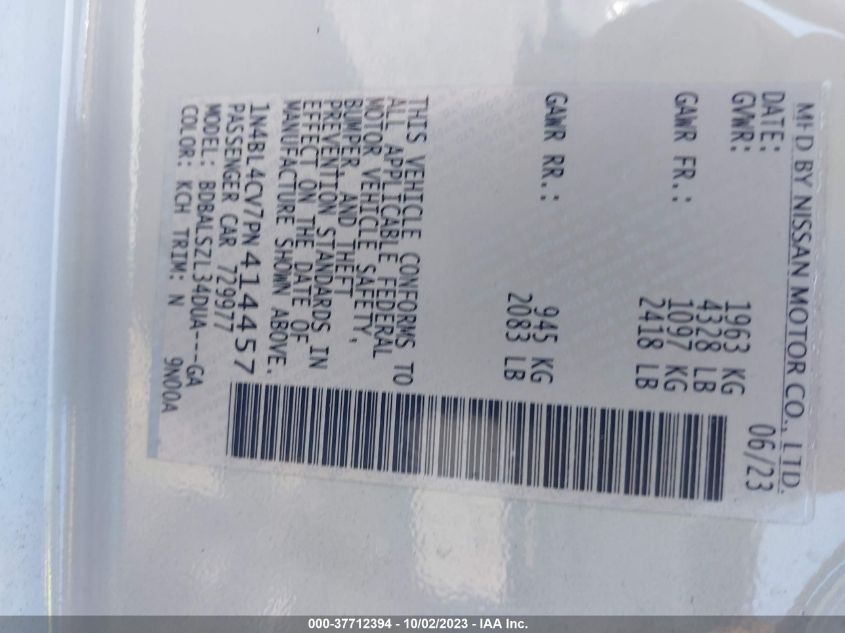 MFD BY NISSAN MOTOR CO., LTD.
DATE: 06/23
GVWR: 1963 KG
4328 LB
GAWR FR.: 1097 KG
2418 LB
GAWR RR.: 945 KG
2083 LB
THIS VEHICLE CONFORMS TO
ALL APPLICABLE FEDERAL
MOTOR VEHICLE SAFETY,
BUMPER, AND THEFT
PREVENTION STANDARDS IN
EFFECT ON THE DATE OF
MANUFACTURE SHOWN ABOVE.
1N4BL4CV7PN414457
PASSENGER CAR 729977
MODEL: BDBALSZL34DUA---GA
COLOR: KCH TRIM: N 9N00A
000-37712394 - 10/02/2023 - IAA Inc.